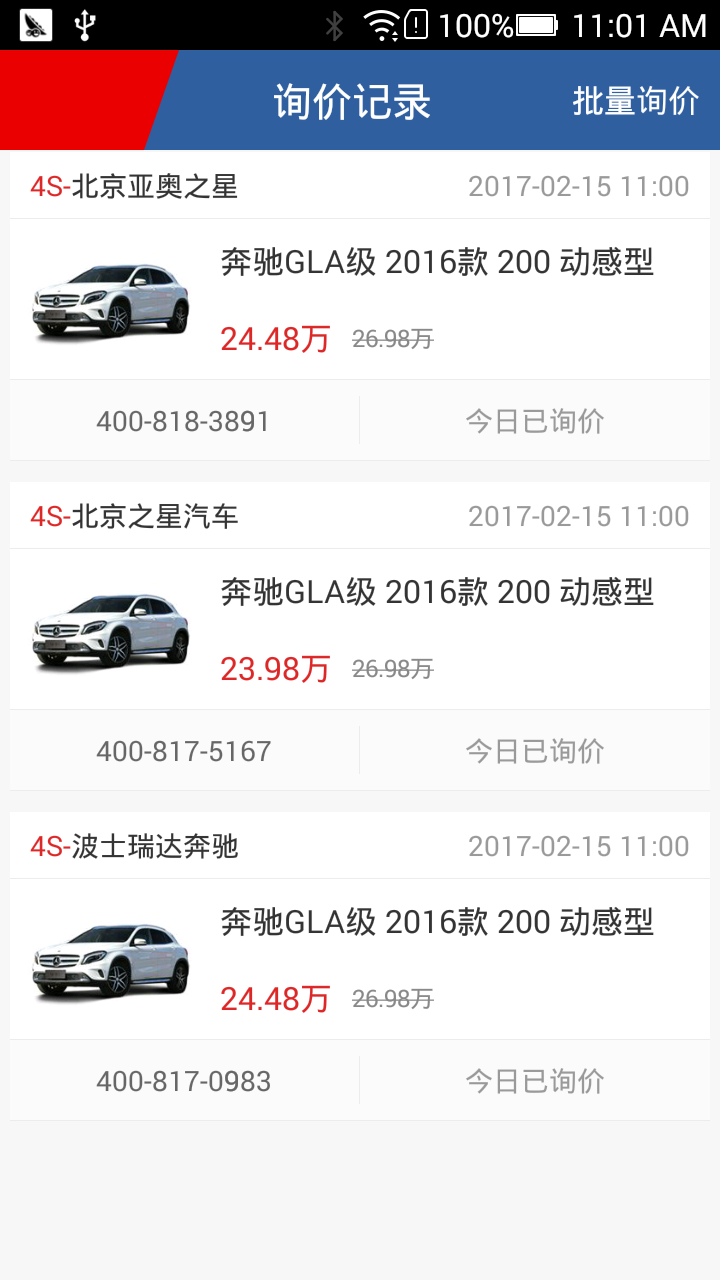 100% 11:01 AM
询价记录 批量询价
4S-北京亚奥之星 2017-02-15 11:00
奔驰GLA级 2016款 200 动感型
24.48万 26.98万
400-818-3891 今日已询价
4S-北京之星汽车 2017-02-15 11:00
奔驰GLA级 2016款 200 动感型
23.98万 26.98万
400-817-5167 今日已询价
4S-波士瑞达奔驰 2017-02-15 11:00
奔驰GLA级 2016款 200 动感型
24.48万 26.98万
400-817-0983 今日已询价